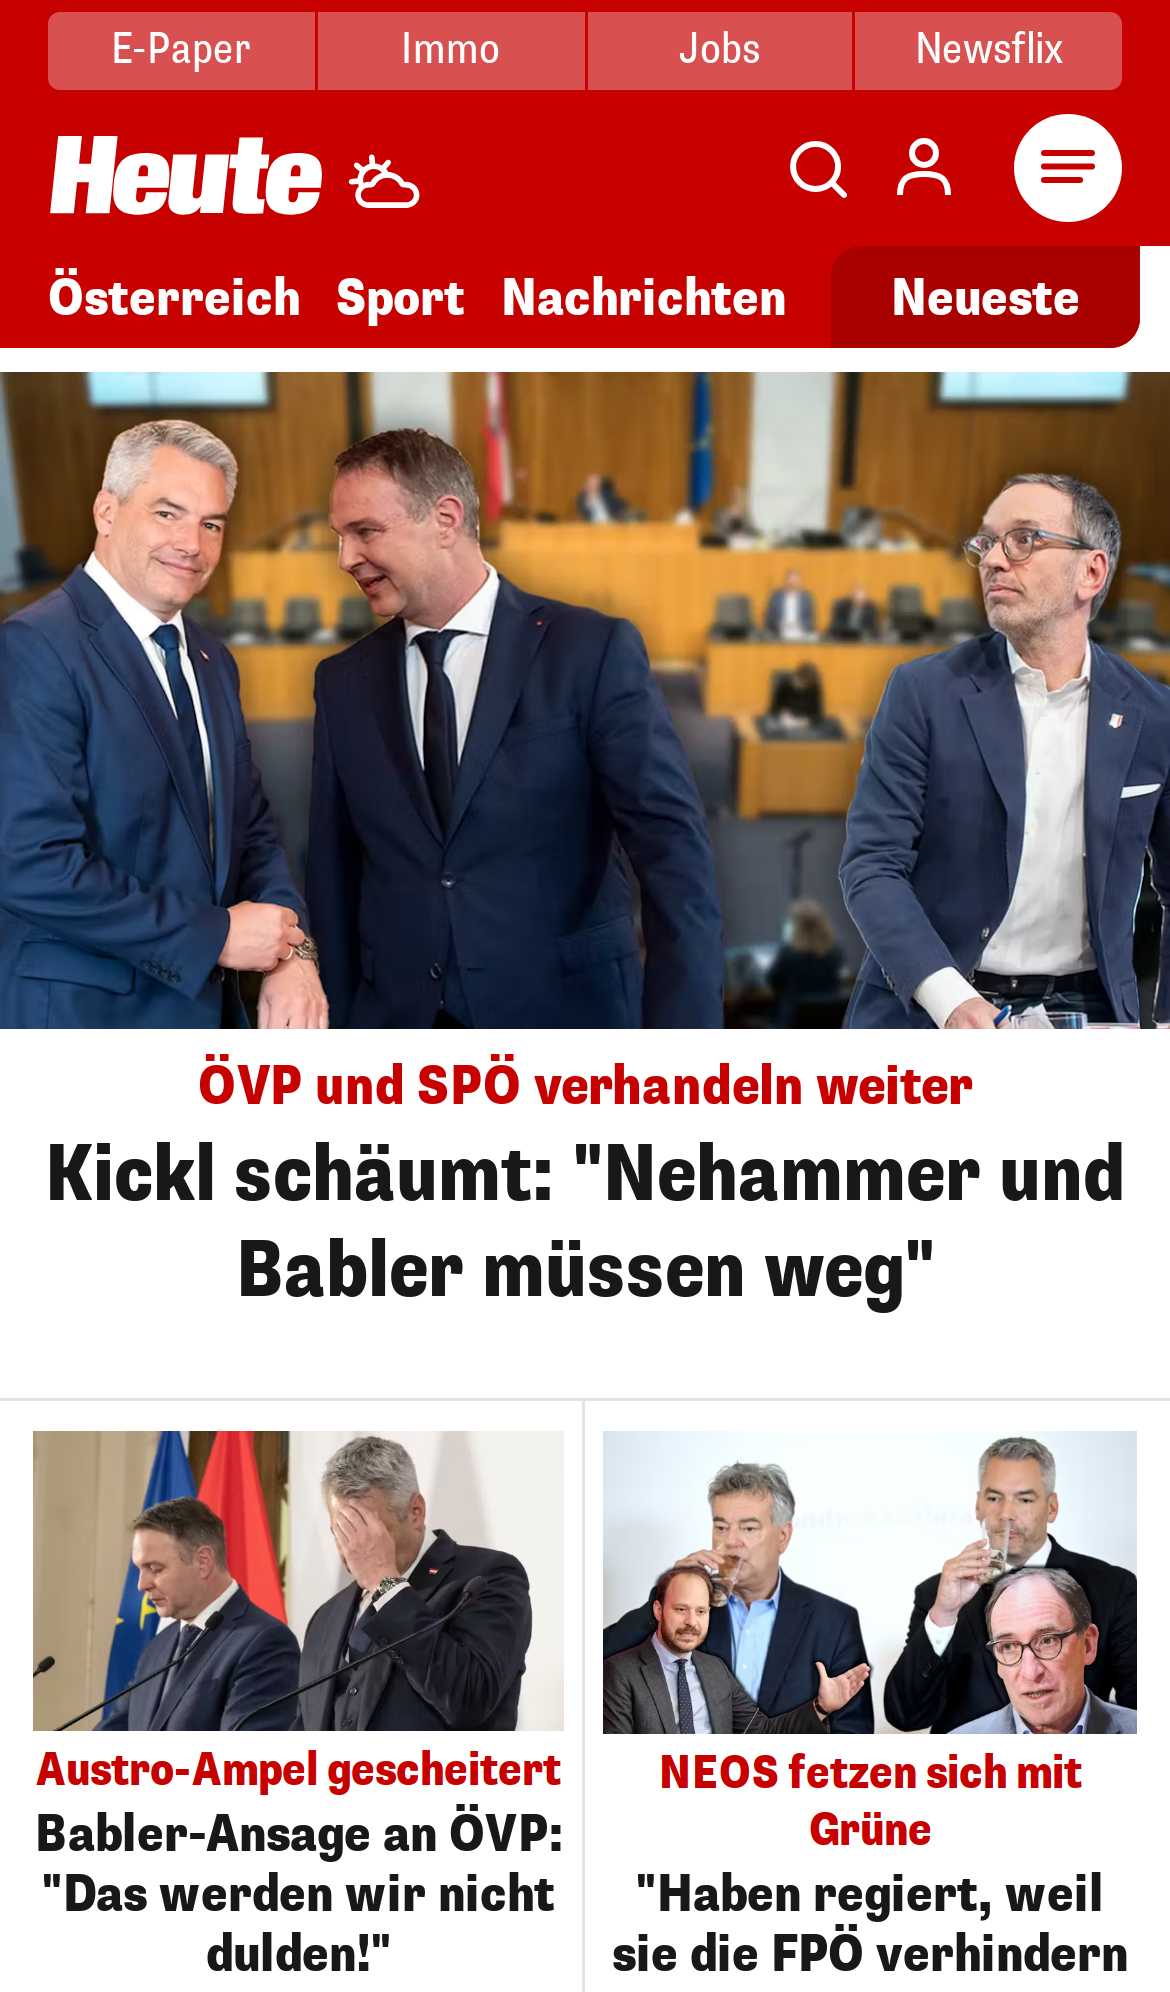 E-Paper
Immo
Jobs
Newsflix
Heute
Österreich
Sport
Nachrichten
Neueste
ÖVP und SPÖ verhandeln weiter
Kickl schäumt: "Nehammer und
Babler müssen weg"
Austro-Ampel gescheitert
Babler-Ansage an ÖVP:
"Das werden wir nicht
dulden!"
NEOS fetzen sich mit
Grüne
"Haben regiert, weil
sie die FPÖ verhindern